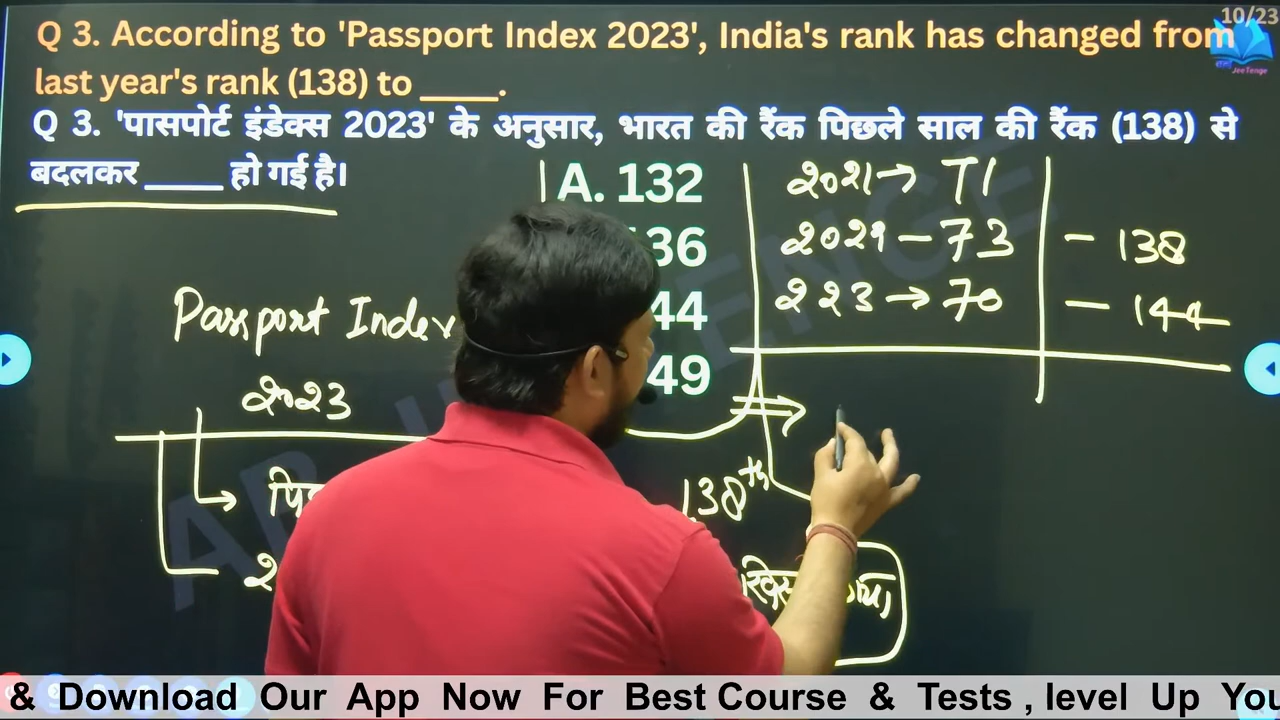 10/23
Q 3. According to 'Passport Index 2023', India's rank has changed from
last year's rank (138) to ____.
JeeTenge
Q 3. 'पासपोर्ट इंडेक्स 2023' के अनुसार, भारत की रैंक पिछले साल की रैंक (138) से
बदलकर ____ हो गई है।
A. 132
36
44
49
2021 → 71
2022 – 73 – 138
223 → 70 – 144
Passport Index
2023
138th
& Download Our App Now For Best Course & Tests , level Up You